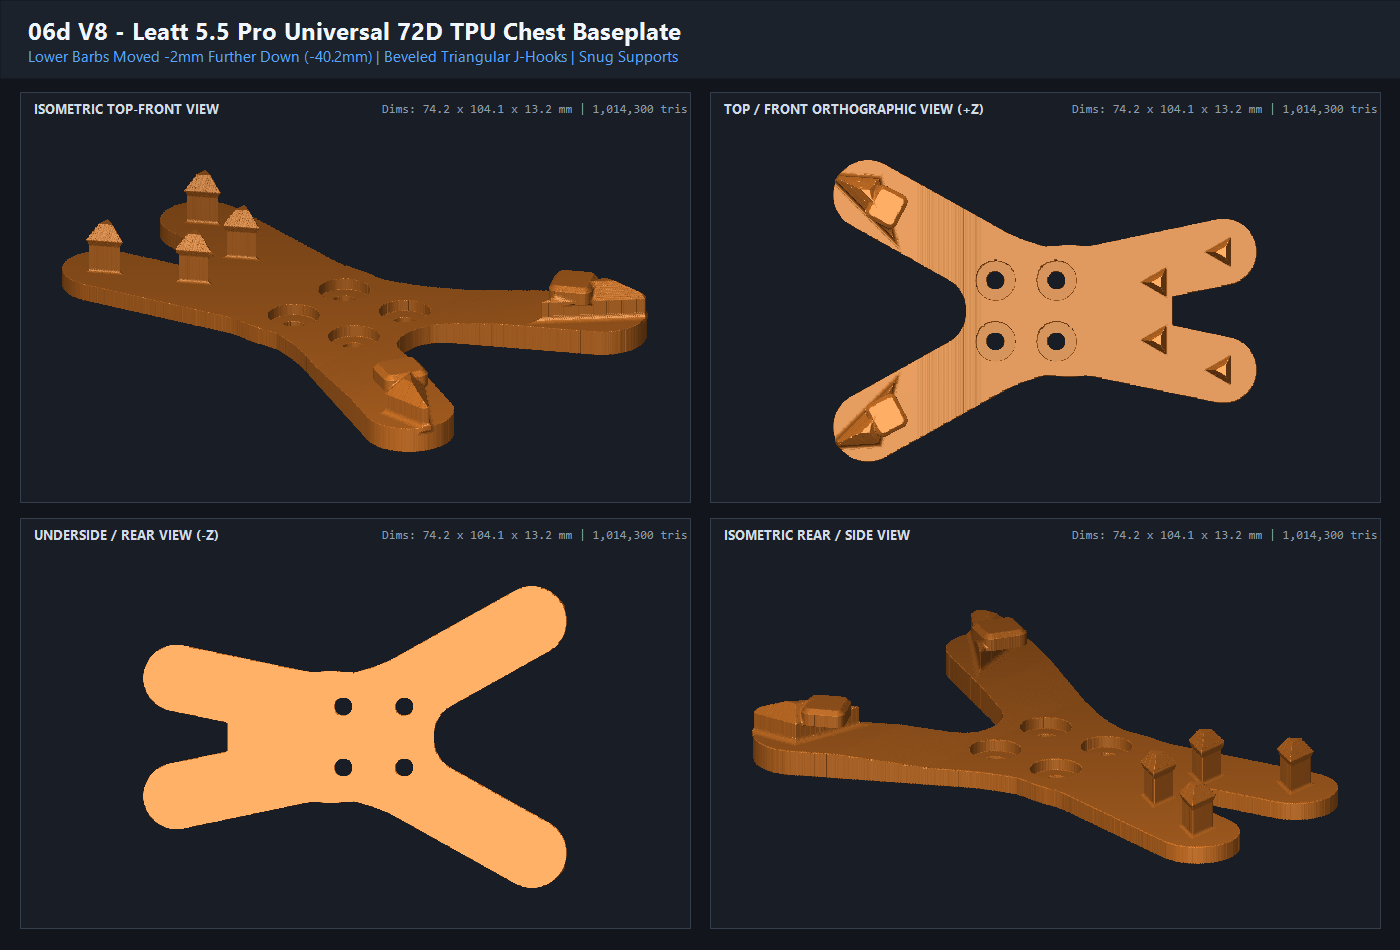 06d V8 - Leatt 5.5 Pro Universal 72D TPU Chest Baseplate
Lower Barbs Moved -2mm Further Down (-40.2mm) | Beveled Triangular J-Hooks | Snug Supports
ISOMETRIC TOP-FRONT VIEW
Dims: 74.2 x 104.1 x 13.2 mm | 1,014,300 tris
TOP / FRONT ORTHOGRAPHIC VIEW (+Z)
Dims: 74.2 x 104.1 x 13.2 mm | 1,014,300 tris
UNDERSIDE / REAR VIEW (-Z)
Dims: 74.2 x 104.1 x 13.2 mm | 1,014,300 tris
ISOMETRIC REAR / SIDE VIEW
Dims: 74.2 x 104.1 x 13.2 mm | 1,014,300 tris